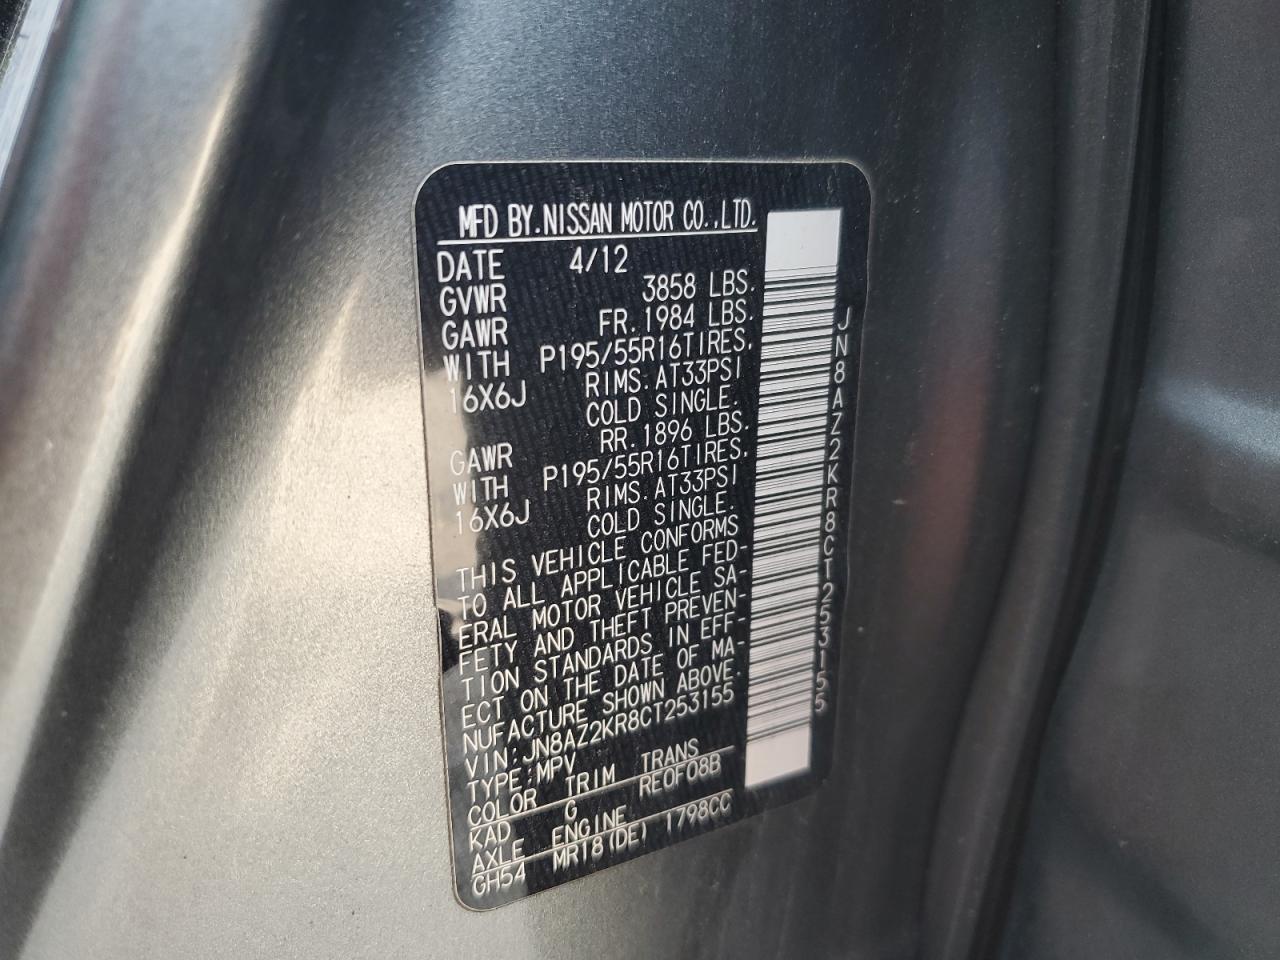 MFD BY.NISSAN MOTOR CO.,LTD.
DATE 4/12
GVWR 3858 LBS.
GAWR FR.1984 LBS.
WITH P195/55R16TIRES,
16X6J RIMS.AT33PSI
COLD SINGLE.
GAWR RR.1896 LBS.
WITH P195/55R16TIRES,
16X6J RIMS.AT33PSI
COLD SINGLE.
THIS VEHICLE CONFORMS
TO ALL APPLICABLE FED-
ERAL MOTOR VEHICLE SA-
FETY AND THEFT PREVEN-
TION STANDARDS IN EFF-
ECT ON THE DATE OF MA-
NUFACTURE SHOWN ABOVE.
VIN:JN8AZ2KR8CT253155
TYPE:MPV
COLOR TRIM TRANS
KAD G RE0F08B
AXLE ENGINE
GH54 MR18(DE) 1798CC
JN8AZ2KR8CT253155